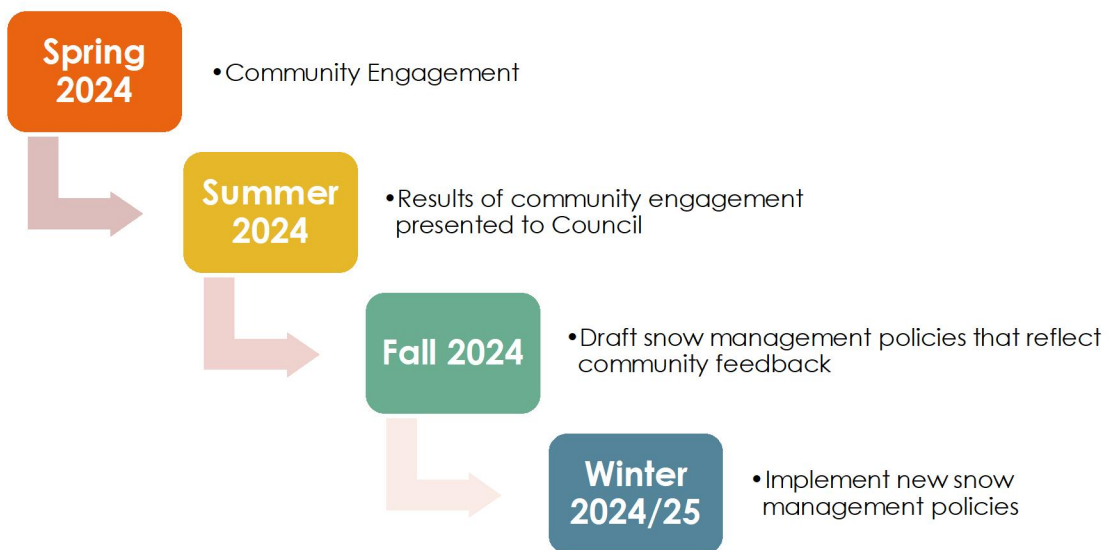 Spring
2024
•Community Engagement
Summer
2024
•Results of community engagement
presented to Council
Fall 2024
•Draft snow management policies that reflect
community feedback
Winter
2024/25
•Implement new snow
management policies